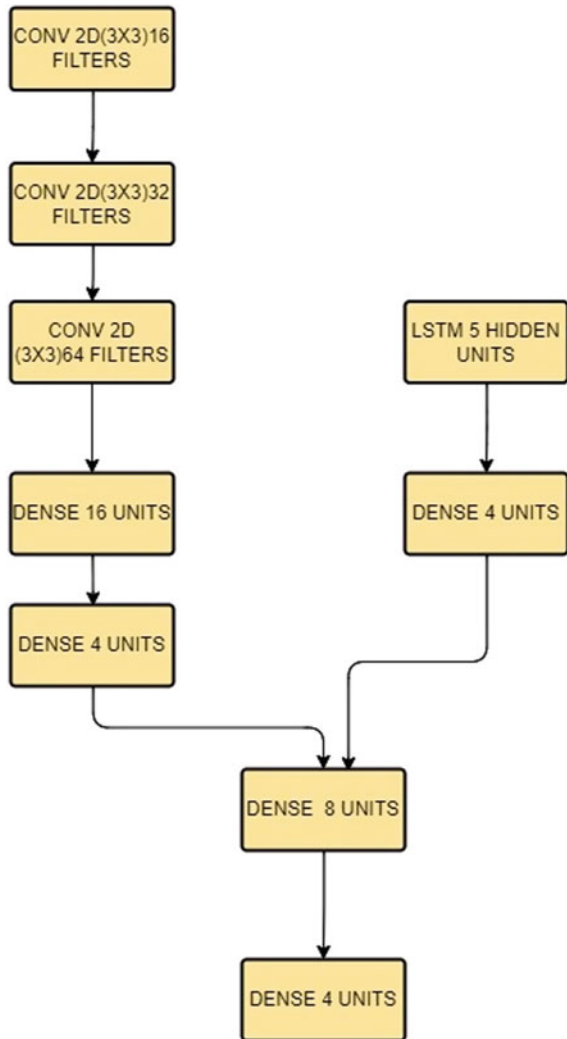 CONV 2D(3X3)16
FILTERS
CONV 2D(3X3)32
FILTERS
CONV 2D
(3X3)64 FILTERS
LSTM 5 HIDDEN
UNITS
DENSE 16 UNITS
DENSE 4 UNITS
DENSE 4 UNITS
DENSE 8 UNITS
DENSE 4 UNITS